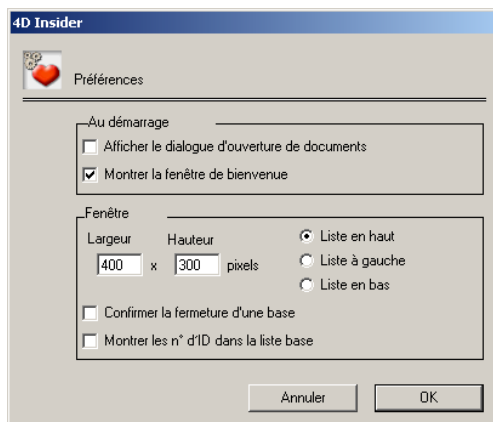 4D Insider
Préférences
Au démarrage
Afficher le dialogue d'ouverture de documents
Montrer la fenêtre de bienvenue
Fenêtre
Largeur Hauteur
400 x 300 pixels
Liste en haut
Liste à gauche
Liste en bas
Confirmer la fermeture d'une base
Montrer les n° d'ID dans la liste base
Annuler OK